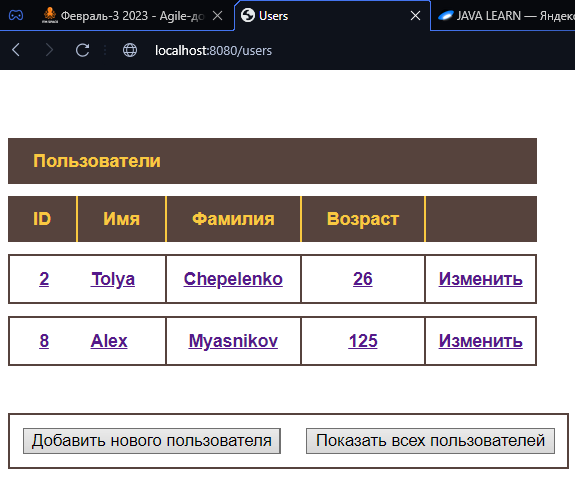 Февраль-3 2023 - Agile-до
Users
JAVA LEARN — Яндекс
localhost:8080/users
Пользователи
ID Имя Фамилия Возраст
2 Tolya Chepelenko 26 Изменить
8 Alex Myasnikov 125 Изменить
Добавить нового пользователя Показать всех пользователей